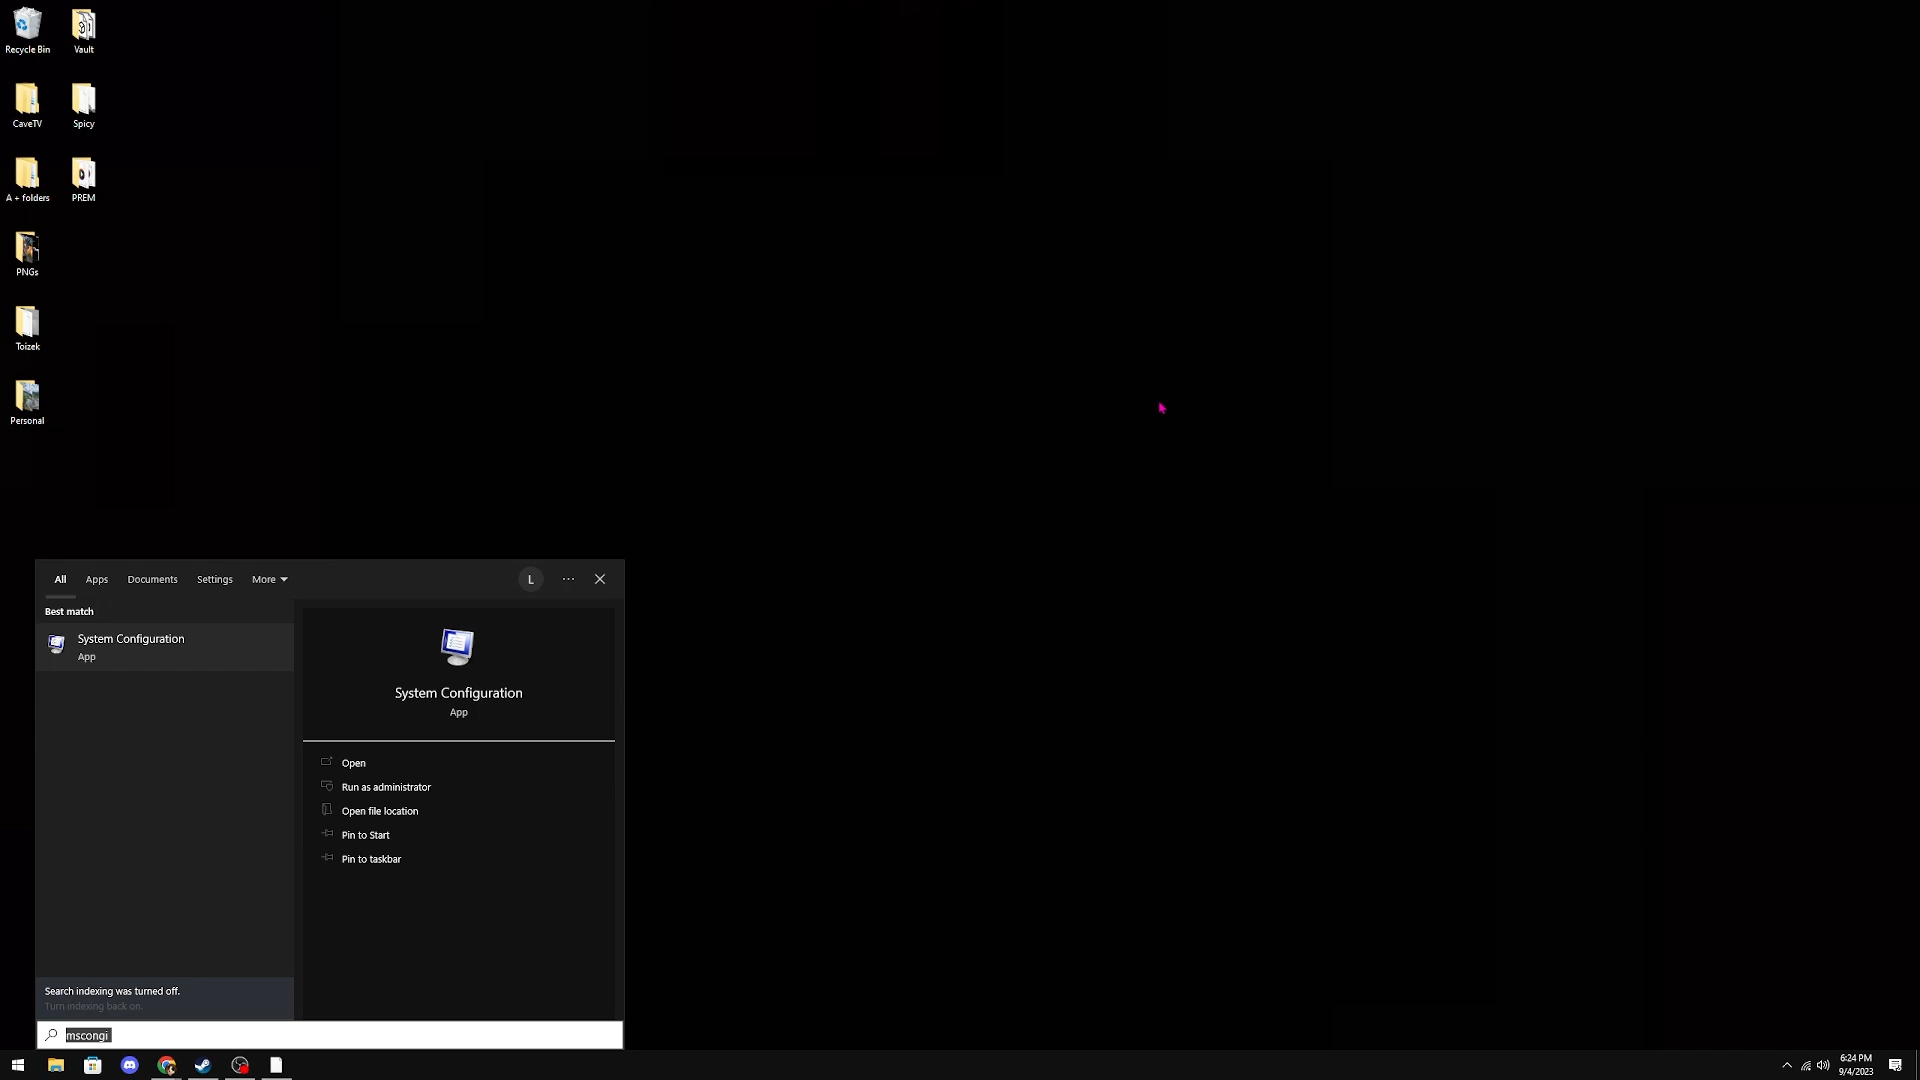 Recycle Bin
Vault
CaveTV
Spicy
A + folders
PREM
PNGs
Toizek
Personal
All
Apps
Documents
Settings
More
L
Best match
System Configuration
App
System Configuration
App
Open
Run as administrator
Open file location
Pin to Start
Pin to taskbar
Search indexing was turned off.
Turn indexing back on.
mscongi
6:24 PM
9/4/2023